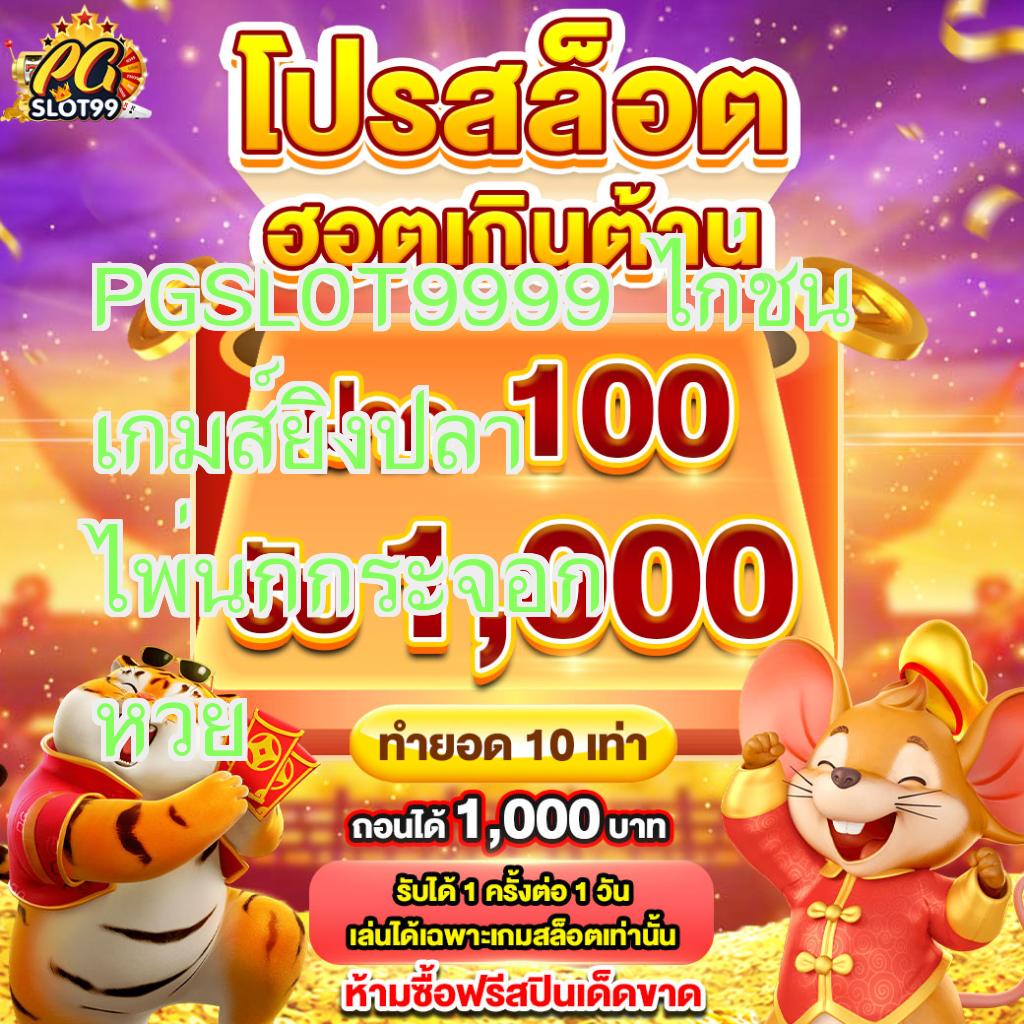 PG
SLOT99
โปรสล็อต
ฮอตเกินต้าน
PGSLOT9999 ไก่ชน
100
เกมส์ยิงปลา
ไพ่นกกระจอก
รับ 1,000
หวย
ทำยอด 10 เท่า
ถอนได้ 1,000 บาท
รับได้ 1 ครั้งต่อ 1 วัน
เล่นได้เฉพาะเกมสล็อตเท่านั้น
ห้ามซื้อฟรีสปินเด็ดขาด